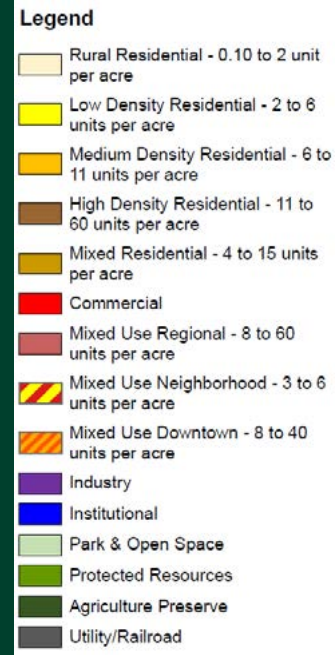 Legend
Rural Residential - 0.10 to 2 unit
per acre
Low Density Residential - 2 to 6
units per acre
Medium Density Residential - 6 to
11 units per acre
High Density Residential - 11 to
60 units per acre
Mixed Residential - 4 to 15 units
per acre
Commercial
Mixed Use Regional - 8 to 60
units per acre
Mixed Use Neighborhood - 3 to 6
units per acre
Mixed Use Downtown - 8 to 40
units per acre
Industry
Institutional
Park & Open Space
Protected Resources
Agriculture Preserve
Utility/Railroad